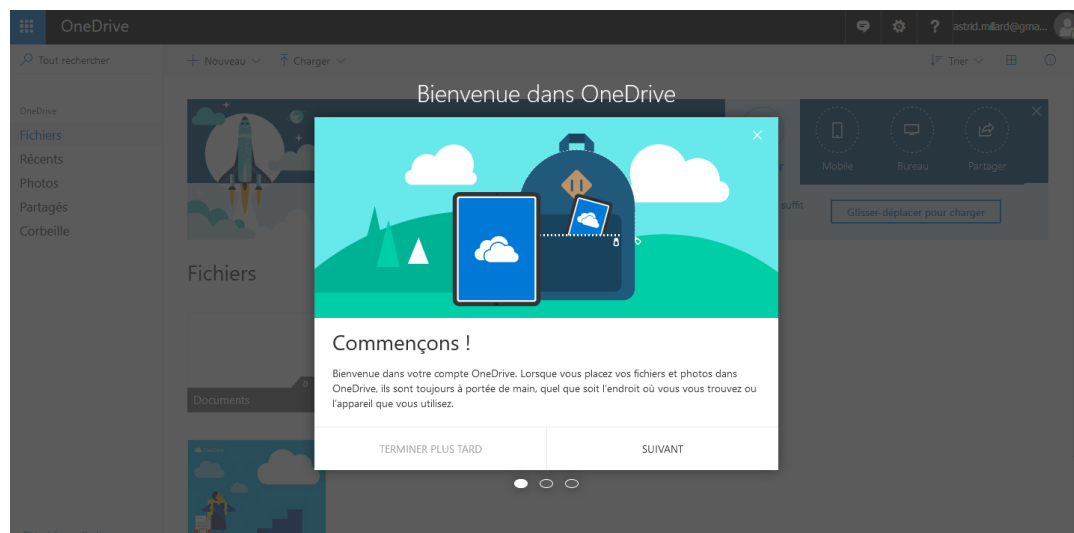 OneDrive
astrid.millard@gma...
Tout rechercher
Nouveau
Charger
Trier
Bienvenue dans OneDrive
OneDrive
Fichiers
Récents
Photos
Partagés
Corbeille
Mobile
Bureau
Partager
suffit
Glisser-déplacer pour charger
Fichiers
Commençons !
Bienvenue dans votre compte OneDrive. Lorsque vous placez vos fichiers et photos dans
OneDrive, ils sont toujours à portée de main, quel que soit l'endroit où vous vous trouvez ou
l'appareil que vous utilisez.
Documents
0
TERMINER PLUS TARD
SUIVANT
OneDrive